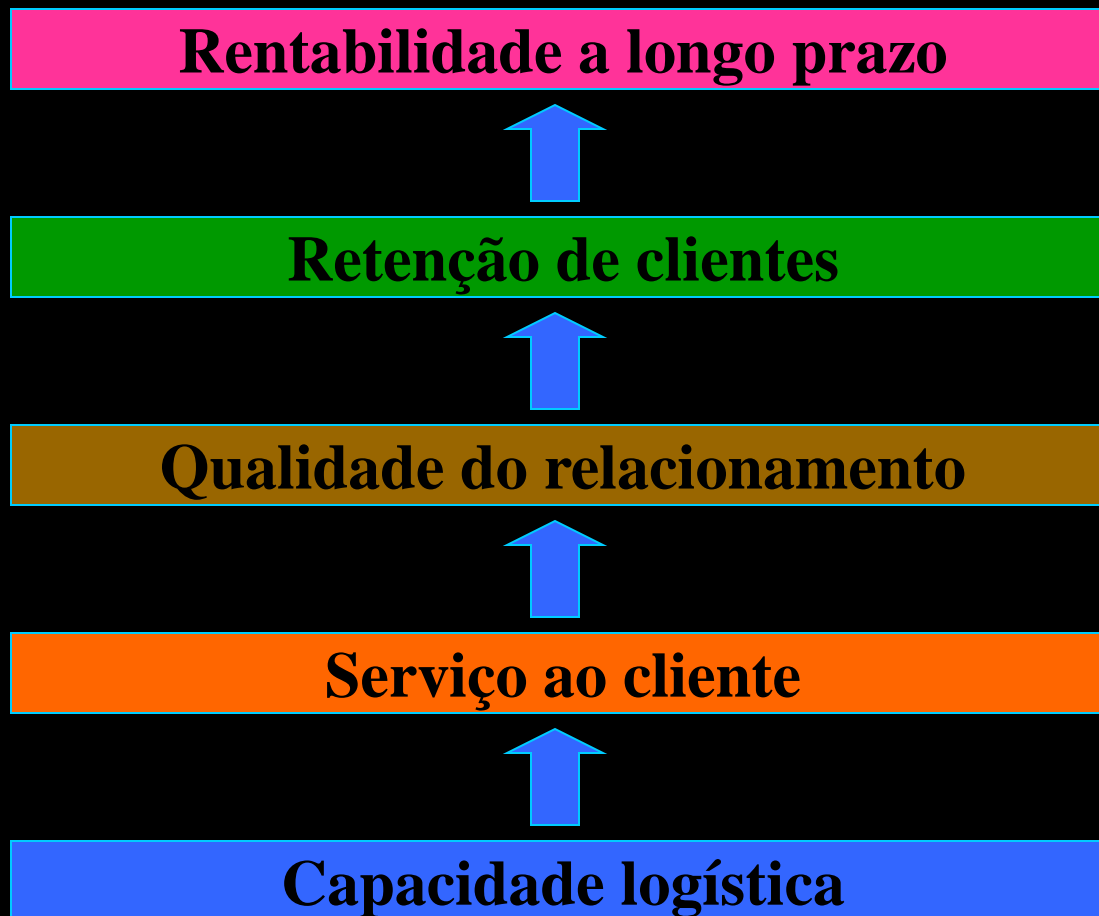 Rentabilidade a longo prazo
Retenção de clientes
Qualidade do relacionamento
Serviço ao cliente
Capacidade logística